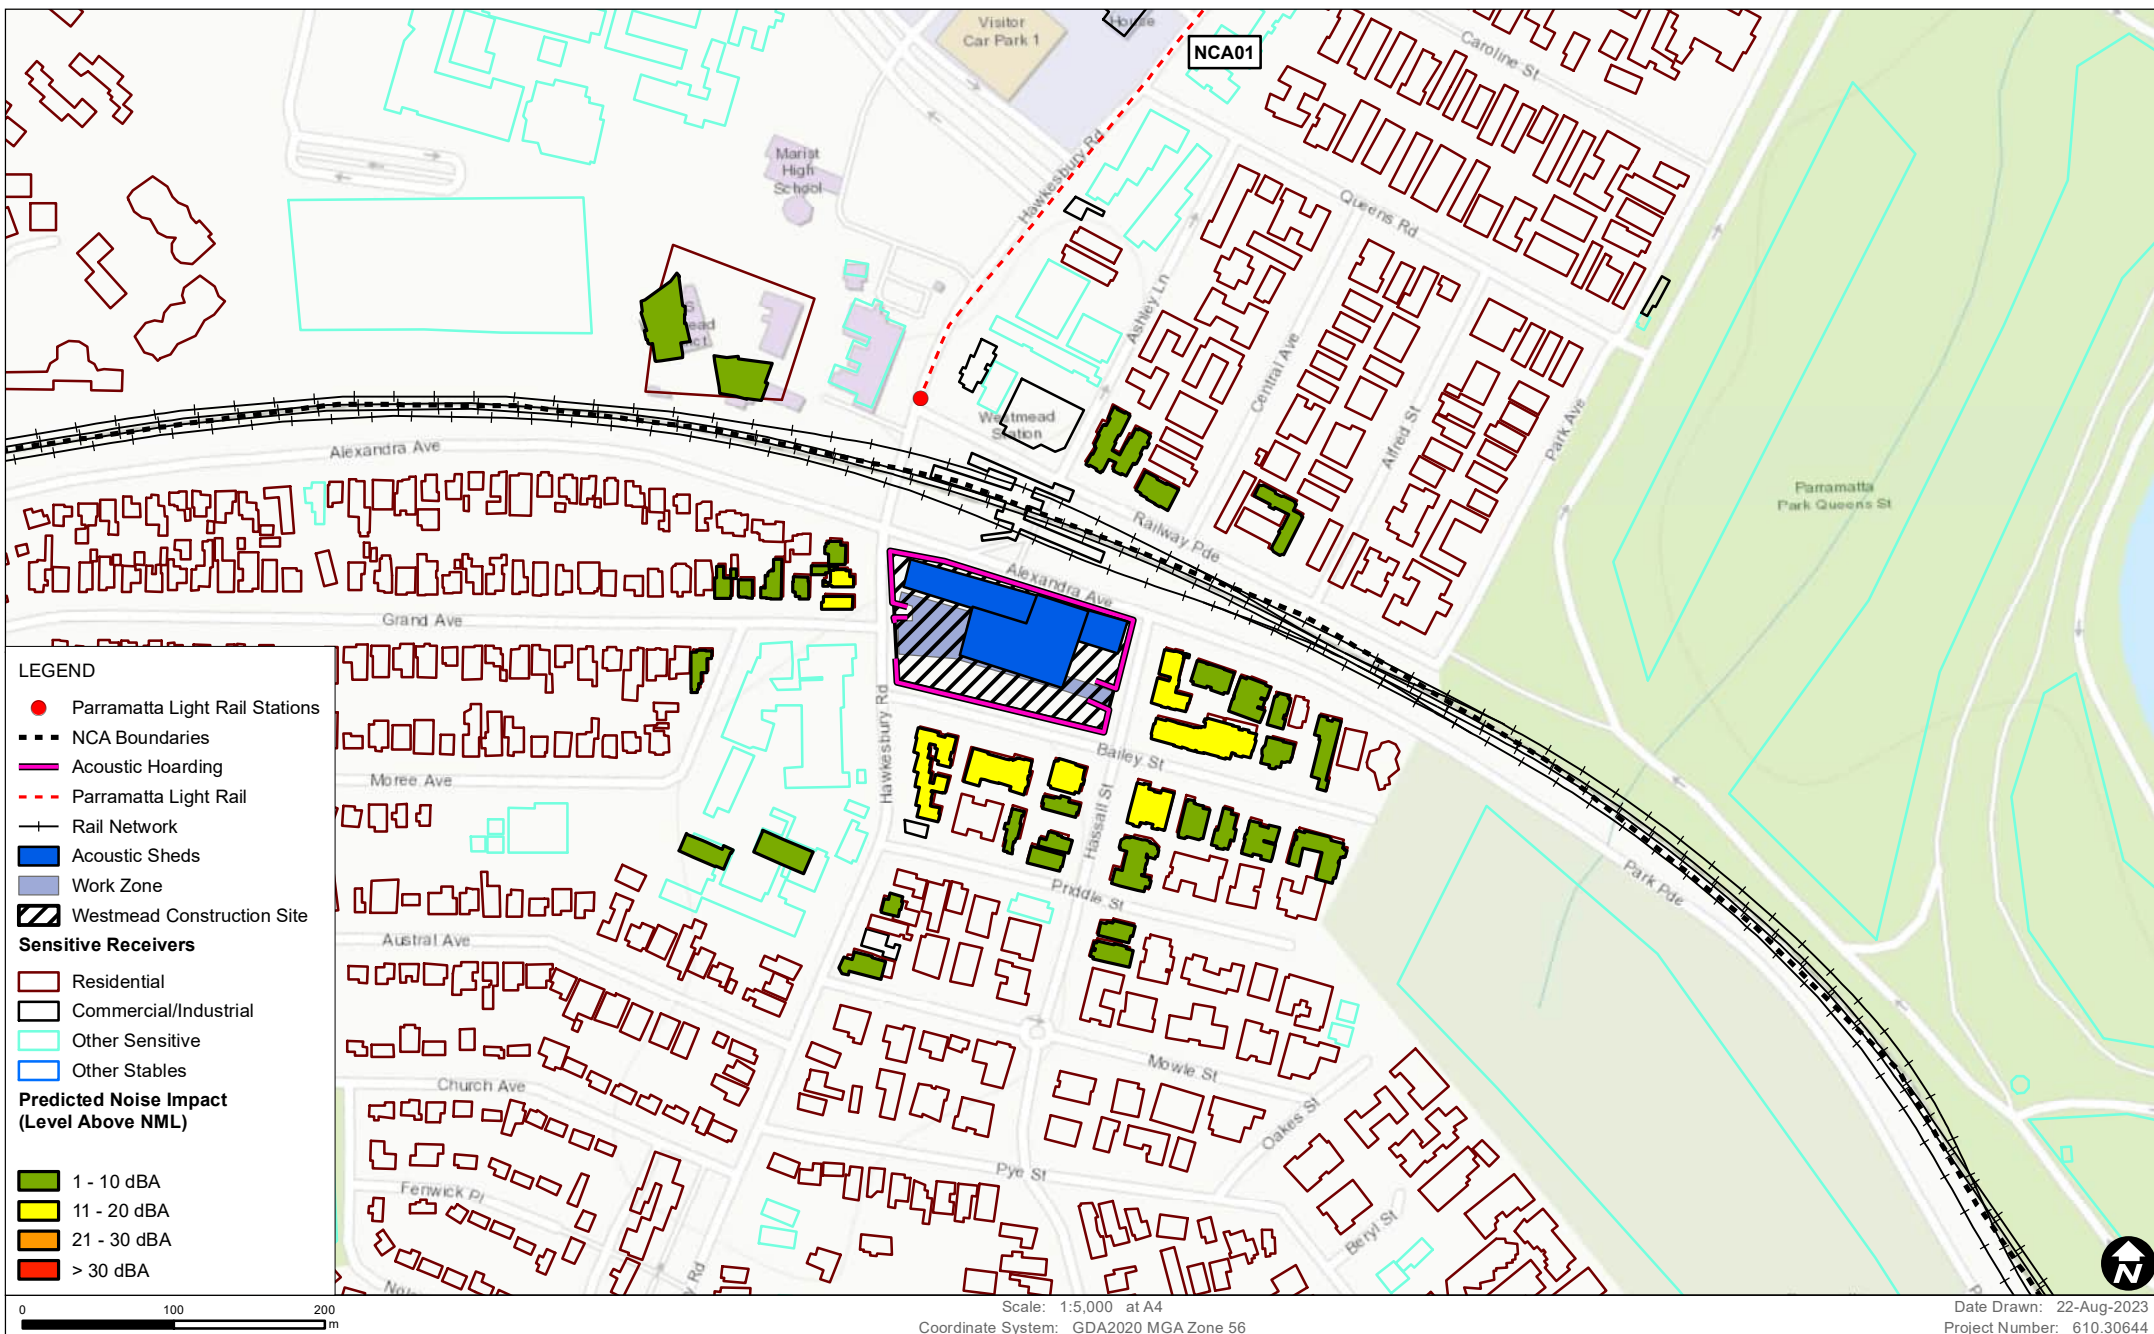 Visitor
Car Park 1
House
NCA01
Caroline St
Marist
High
School
Hawkesbury Rd
Queens Rd
Ashley Ln
Central Ave
Alfred St
Park Ave
Westmead
Station
Parramatta
Park Queens St
Alexandra Ave
Railway Pde
Alexandra Ave
Grand Ave
Hawkesbury Rd
Bailey St
Hassall St
Moree Ave
Priddle St
Park Pde
Austral Ave
Mowle St
Church Ave
Oakes St
Pye St
Fenwick Pl
Beryl St
LEGEND
Parramatta Light Rail Stations
NCA Boundaries
Acoustic Hoarding
Parramatta Light Rail
Rail Network
Acoustic Sheds
Work Zone
Westmead Construction Site
Sensitive Receivers
Residential
Commercial/Industrial
Other Sensitive
Other Stables
Predicted Noise Impact
(Level Above NML)
1 - 10 dBA
11 - 20 dBA
21 - 30 dBA
> 30 dBA
N
0 100 200
m
Scale: 1:5,000 at A4
Coordinate System: GDA2020 MGA Zone 56
Date Drawn: 22-Aug-2023
Project Number: 610.30644